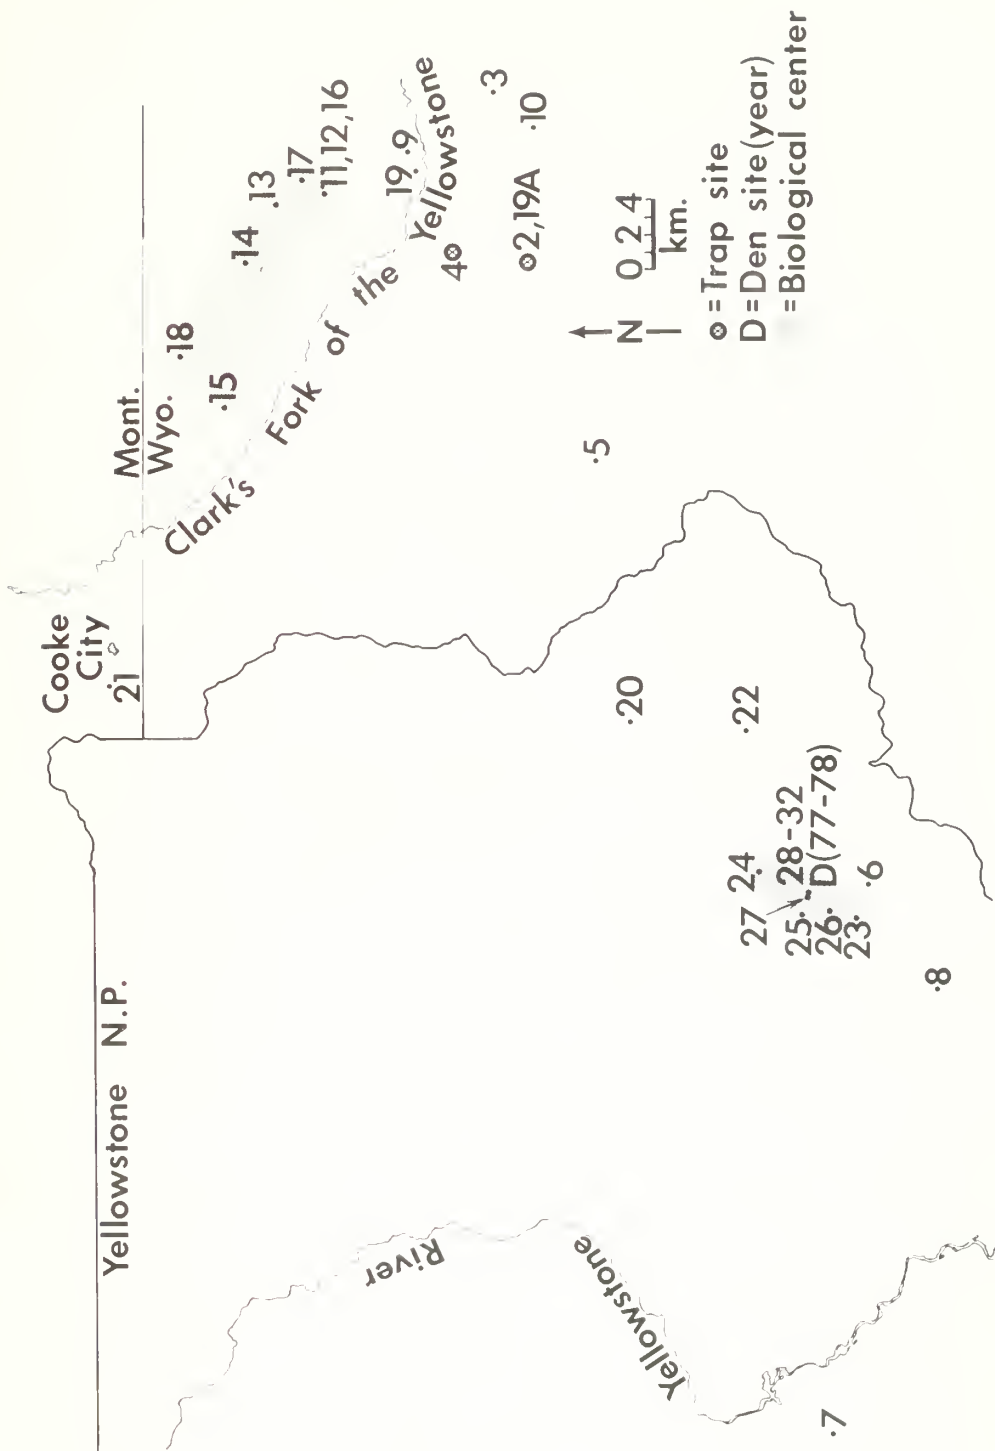 Cooke
City
.21
Mont.
Wyo.
.18
.15
.14
.13
.17
.11,12,16
19. .9
Clark's Fork of the Yellowstone
4
2,19A
.3
.10
.5
Yellowstone N.P.
.20
.22
27 24
25. 28-32
26. D(77-78)
23. .6
.8
Yellowstone River
.7
N
0 2 4
km.
=Trap site
D=Den site(year)
=Biological center